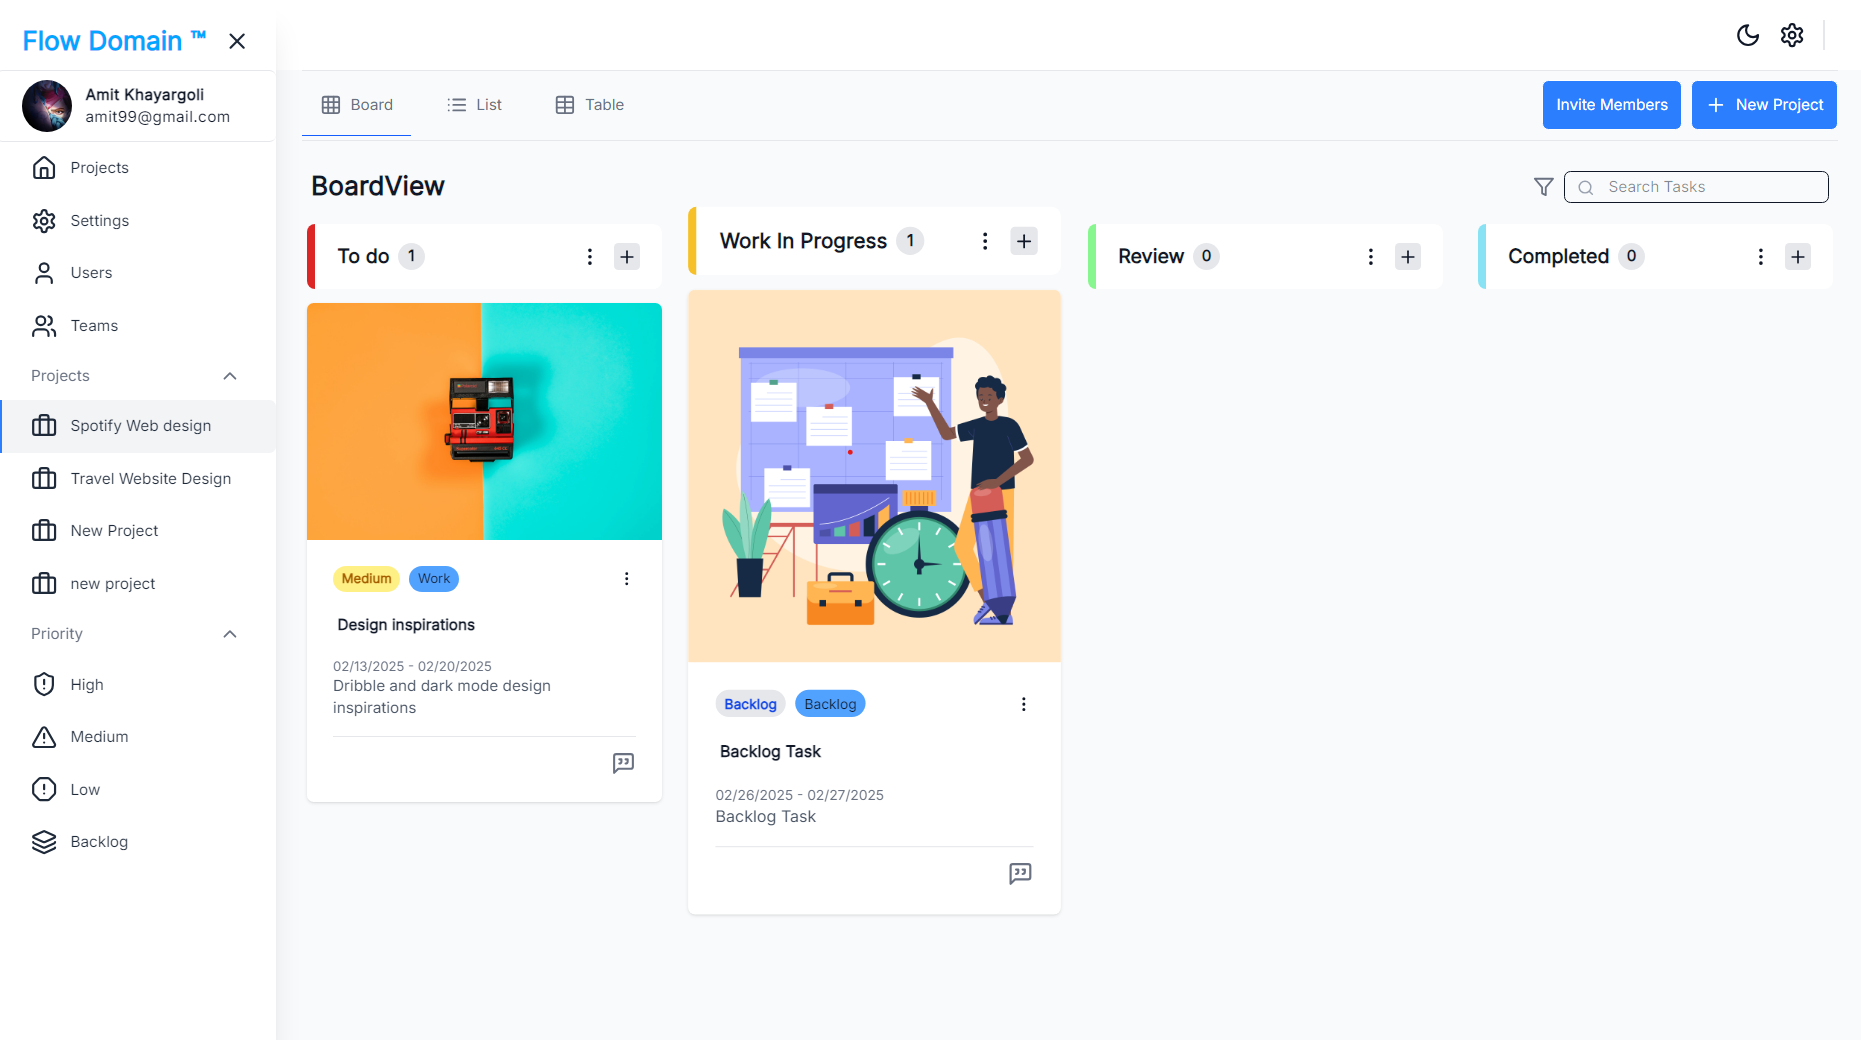 Flow Domain ™
Amit Khayargoli
amit99@gmail.com
Projects
Settings
Users
Teams
Projects
Spotify Web design
Travel Website Design
New Project
new project
Priority
High
Medium
Low
Backlog
Board
List
Table
Invite Members
New Project
BoardView
Search Tasks
To do 1
Medium
Work
Design inspirations
02/13/2025 - 02/20/2025
Dribble and dark mode design
inspirations
Work In Progress 1
Backlog
Backlog
Backlog Task
02/26/2025 - 02/27/2025
Backlog Task
Review 0
Completed 0